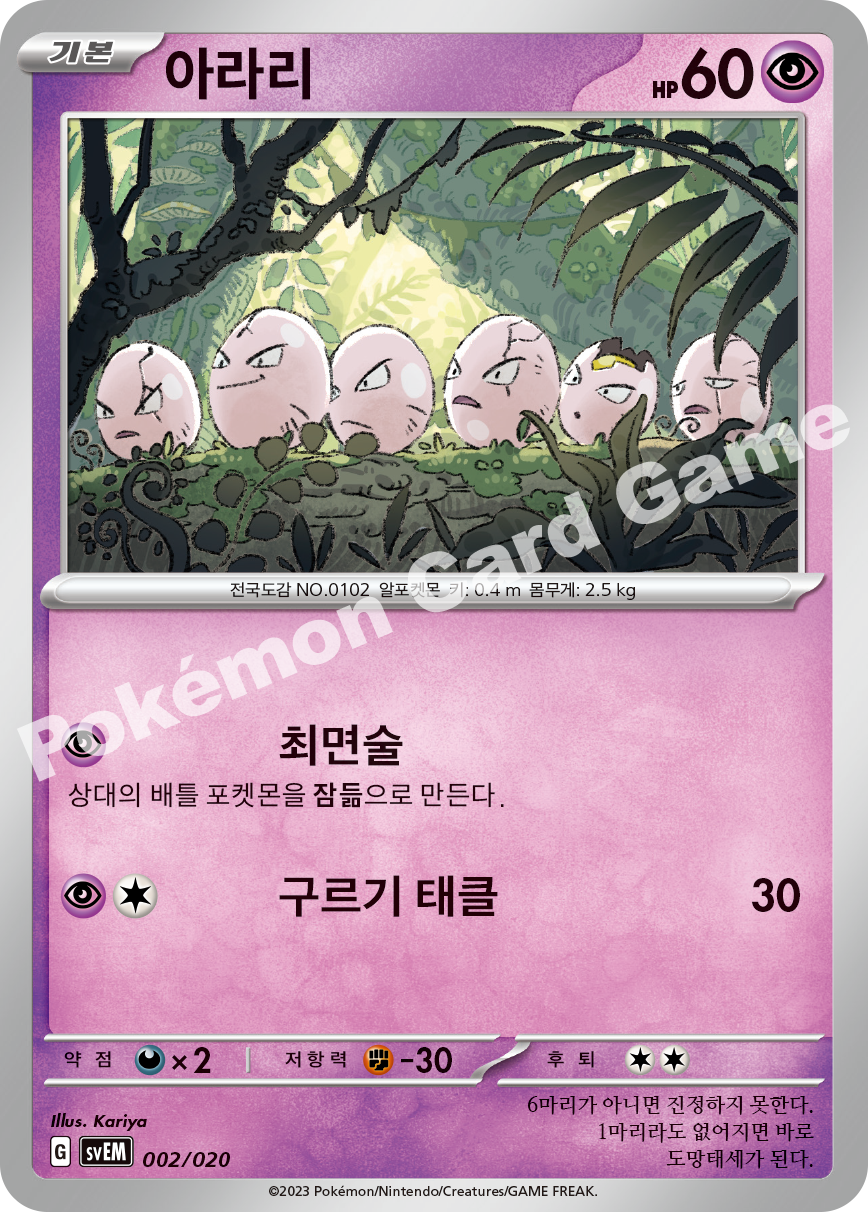 기본 아라리 HP 60
전국도감 NO.0102 알포켓몬 키: 0.4 m 몸무게: 2.5 kg
Pokémon Card Game
최면술
상대의 배틀 포켓몬을 잠듦으로 만든다.
구르기 태클 30
약점 ×2 저항력 -30 후퇴
Illus. Kariya
6마리가 아니면 진정하지 못한다.
1마리라도 없어지면 바로
도망태세가 된다.
G svEM 002/020
©2023 Pokémon/Nintendo/Creatures/GAME FREAK.